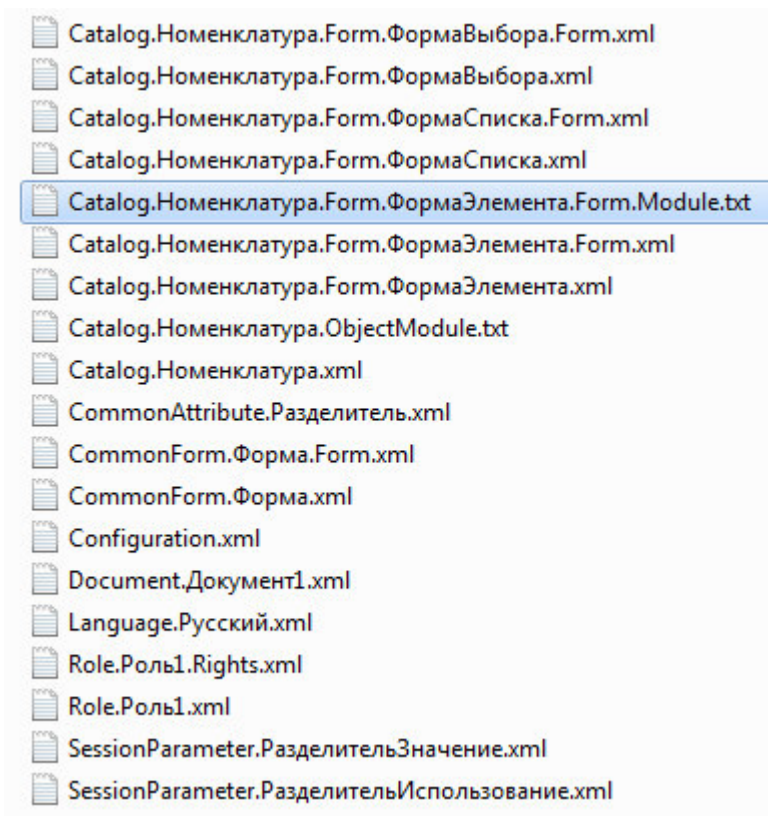 Catalog.Номенклатура.Form.ФормаВыбора.Form.xml
Catalog.Номенклатура.Form.ФормаВыбора.xml
Catalog.Номенклатура.Form.ФормаСписка.Form.xml
Catalog.Номенклатура.Form.ФормаСписка.xml
Catalog.Номенклатура.Form.ФормаЭлемента.Form.Module.txt
Catalog.Номенклатура.Form.ФормаЭлемента.Form.xml
Catalog.Номенклатура.Form.ФормаЭлемента.xml
Catalog.Номенклатура.ObjectModule.txt
Catalog.Номенклатура.xml
CommonAttribute.Разделитель.xml
CommonForm.Форма.Form.xml
CommonForm.Форма.xml
Configuration.xml
Document.Документ1.xml
Language.Русский.xml
Role.Роль1.Rights.xml
Role.Роль1.xml
SessionParameter.РазделительЗначение.xml
SessionParameter.РазделительИспользование.xml